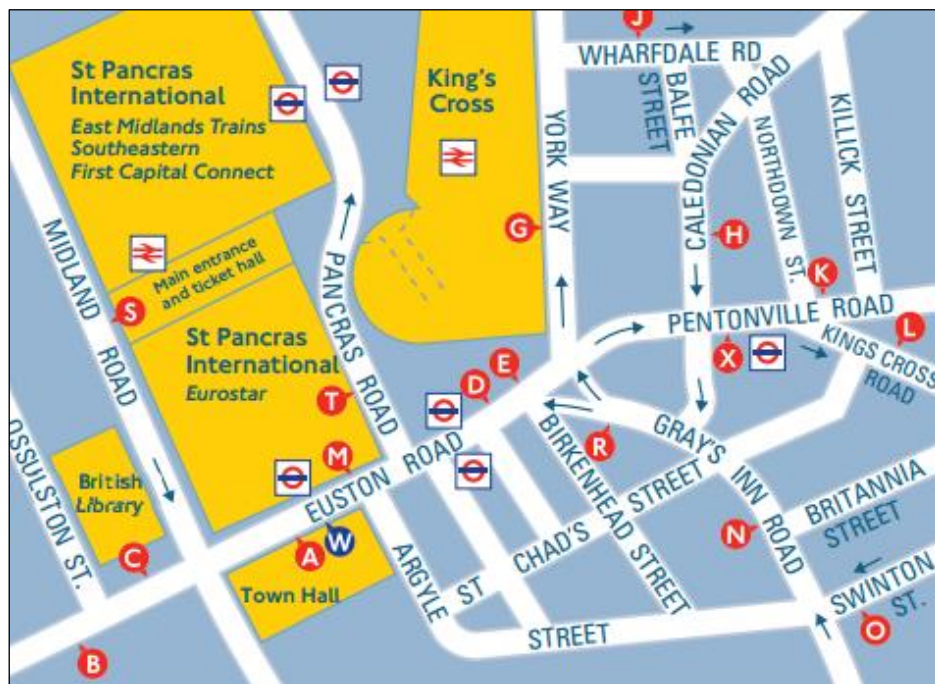 St Pancras
International
East Midlands Trains
Southeastern
First Capital Connect
King's
Cross
J
WHARFDALE RD
BALFE
STREET
YORK WAY
CALEDONIAN ROAD
NORTHDOWN ST.
KILLICK STREET
G
H
K
L
X
PENTONVILLE ROAD
KINGS CROSS
ROAD
MIDLAND ROAD
S
Main entrance
and ticket hall
PANCRAS ROAD
St Pancras
International
Eurostar
T
D
E
M
R
EUSTON ROAD
GRAY'S INN ROAD
BIRKENHEAD STREET
OSSULSTON ST.
British
Library
C
A
W
Town Hall
B
ARGYLE
STREET
ST CHAD'S STREET
N
BRITANNIA
STREET
SWINTON
ST.
O